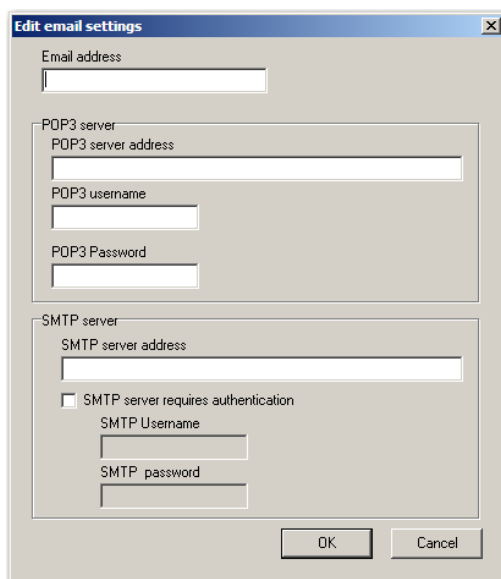 Edit email settings
Email address
POP3 server
POP3 server address
POP3 username
POP3 Password
SMTP server
SMTP server address
SMTP server requires authentication
SMTP Username
SMTP password
OK Cancel